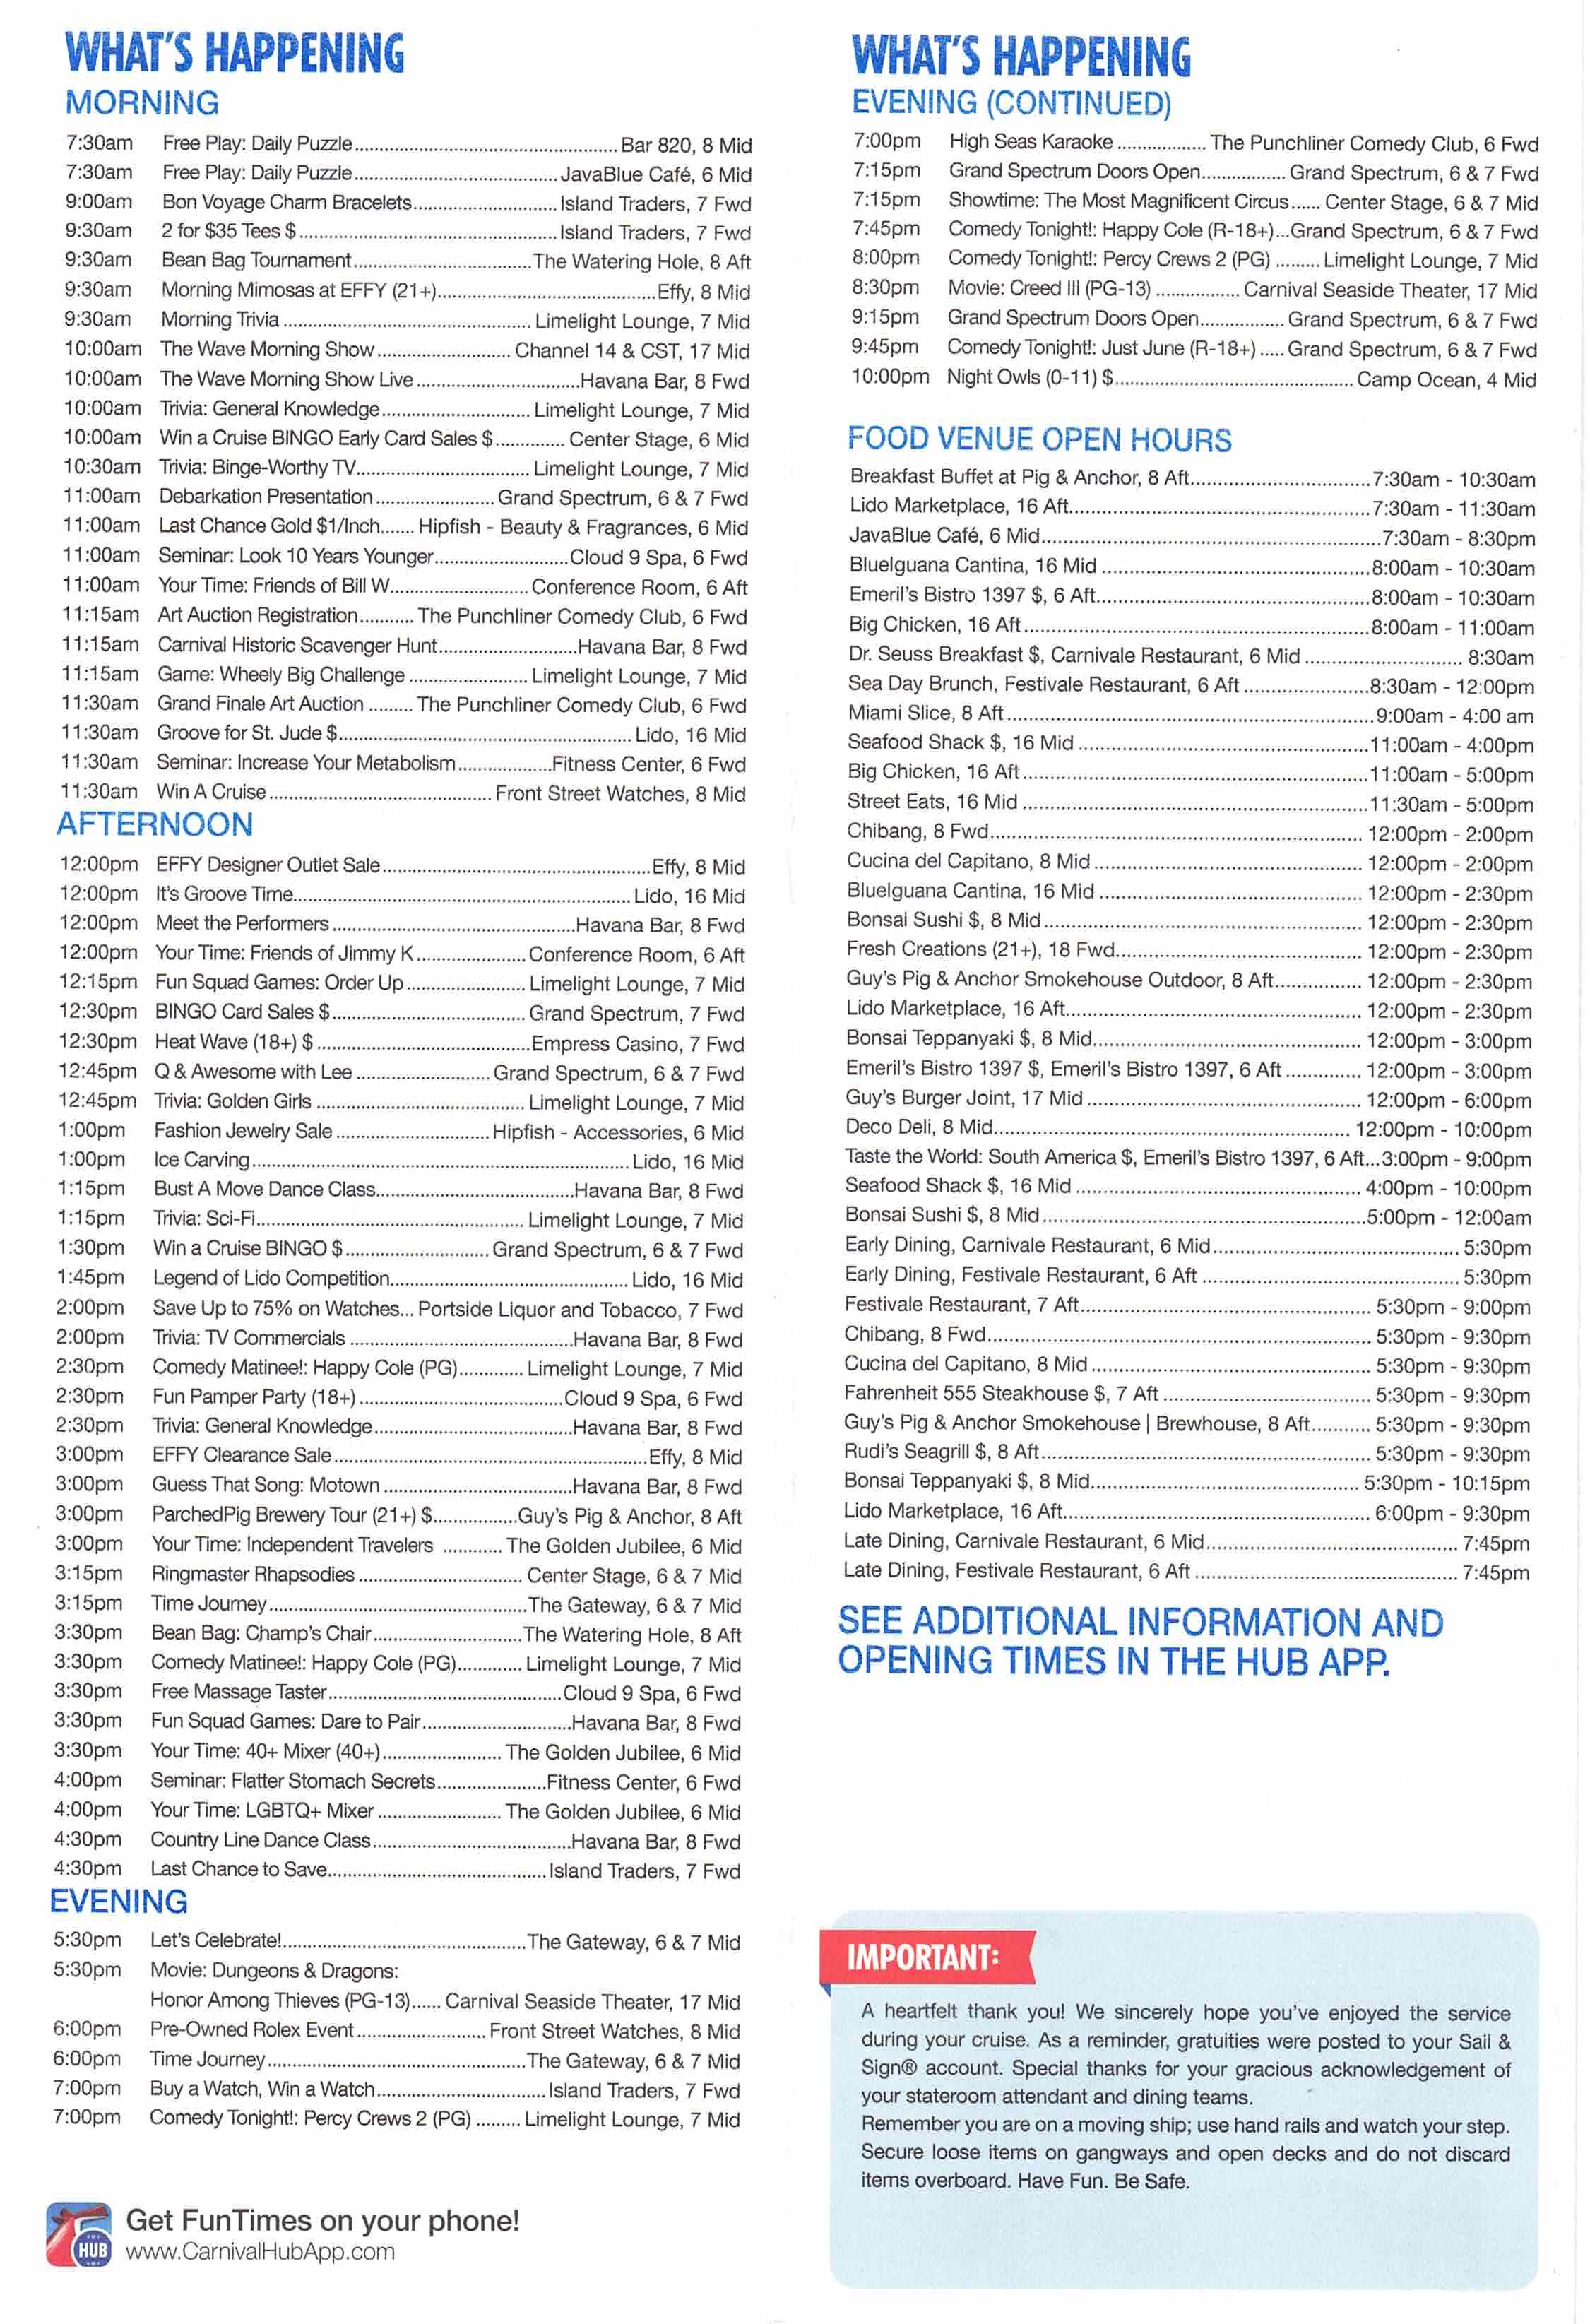 WHAT'S HAPPENING
MORNING
7:30am Free Play: Daily Puzzle Bar 820, 8 Mid
7:30am Free Play: Daily Puzzle JavaBlue Café, 6 Mid
9:00am Bon Voyage Charm Bracelets Island Traders, 7 Fwd
9:30am 2 for $35 Tees $ Island Traders, 7 Fwd
9:30am Bean Bag Tournament The Watering Hole, 8 Aft
9:30am Morning Mimosas at EFFY (21+) Effy, 8 Mid
9:30am Morning Trivia Limelight Lounge, 7 Mid
10:00am The Wave Morning Show Channel 14 & CST, 17 Mid
10:00am The Wave Morning Show Live Havana Bar, 8 Fwd
10:00am Trivia: General Knowledge Limelight Lounge, 7 Mid
10:00am Win a Cruise BINGO Early Card Sales $ Center Stage, 6 Mid
10:30am Trivia: Binge-Worthy TV Limelight Lounge, 7 Mid
11:00am Debarkation Presentation Grand Spectrum, 6 & 7 Fwd
11:00am Last Chance Gold $1/Inch Hipfish - Beauty & Fragrances, 6 Mid
11:00am Seminar: Look 10 Years Younger Cloud 9 Spa, 6 Fwd
11:00am Your Time: Friends of Bill W. Conference Room, 6 Aft
11:15am Art Auction Registration The Punchliner Comedy Club, 6 Fwd
11:15am Carnival Historic Scavenger Hunt Havana Bar, 8 Fwd
11:15am Game: Wheely Big Challenge Limelight Lounge, 7 Mid
11:30am Grand Finale Art Auction The Punchliner Comedy Club, 6 Fwd
11:30am Groove for St. Jude $ Lido, 16 Mid
11:30am Seminar: Increase Your Metabolism Fitness Center, 6 Fwd
11:30am Win A Cruise Front Street Watches, 8 Mid
AFTERNOON
12:00pm EFFY Designer Outlet Sale Effy, 8 Mid
12:00pm It's Groove Time Lido, 16 Mid
12:00pm Meet the Performers Havana Bar, 8 Fwd
12:00pm Your Time: Friends of Jimmy K Conference Room, 6 Aft
12:15pm Fun Squad Games: Order Up Limelight Lounge, 7 Mid
12:30pm BINGO Card Sales $ Grand Spectrum, 7 Fwd
12:30pm Heat Wave (18+) $ Empress Casino, 7 Fwd
12:45pm Q & Awesome with Lee Grand Spectrum, 6 & 7 Fwd
12:45pm Trivia: Golden Girls Limelight Lounge, 7 Mid
1:00pm Fashion Jewelry Sale Hipfish - Accessories, 6 Mid
1:00pm Ice Carving Lido, 16 Mid
1:15pm Bust A Move Dance Class Havana Bar, 8 Fwd
1:15pm Trivia: Sci-Fi Limelight Lounge, 7 Mid
1:30pm Win a Cruise BINGO $ Grand Spectrum, 6 & 7 Fwd
1:45pm Legend of Lido Competition Lido, 16 Mid
2:00pm Save Up to 75% on Watches... Portside Liquor and Tobacco, 7 Fwd
2:00pm Trivia: TV Commercials Havana Bar, 8 Fwd
2:30pm Comedy Matinee!: Happy Cole (PG) Limelight Lounge, 7 Mid
2:30pm Fun Pamper Party (18+) Cloud 9 Spa, 6 Fwd
2:30pm Trivia: General Knowledge Havana Bar, 8 Fwd
3:00pm EFFY Clearance Sale Effy, 8 Mid
3:00pm Guess That Song: Motown Havana Bar, 8 Fwd
3:00pm ParchedPig Brewery Tour (21+) $ Guy's Pig & Anchor, 8 Aft
3:00pm Your Time: Independent Travelers The Golden Jubilee, 6 Mid
3:15pm Ringmaster Rhapsodies Center Stage, 6 & 7 Mid
3:15pm Time Journey The Gateway, 6 & 7 Mid
3:30pm Bean Bag: Champ's Chair The Watering Hole, 8 Aft
3:30pm Comedy Matinee!: Happy Cole (PG) Limelight Lounge, 7 Mid
3:30pm Free Massage Taster Cloud 9 Spa, 6 Fwd
3:30pm Fun Squad Games: Dare to Pair Havana Bar, 8 Fwd
3:30pm Your Time: 40+ Mixer (40+) The Golden Jubilee, 6 Mid
4:00pm Seminar: Flatter Stomach Secrets Fitness Center, 6 Fwd
4:00pm Your Time: LGBTQ+ Mixer The Golden Jubilee, 6 Mid
4:30pm Country Line Dance Class Havana Bar, 8 Fwd
4:30pm Last Chance to Save Island Traders, 7 Fwd
EVENING
5:30pm Let's Celebrate! The Gateway, 6 & 7 Mid
5:30pm Movie: Dungeons & Dragons:
Honor Among Thieves (PG-13) Carnival Seaside Theater, 17 Mid
6:00pm Pre-Owned Rolex Event Front Street Watches, 8 Mid
6:00pm Time Journey The Gateway, 6 & 7 Mid
7:00pm Buy a Watch, Win a Watch Island Traders, 7 Fwd
7:00pm Comedy Tonight!: Percy Crews 2 (PG) Limelight Lounge, 7 Mid
HUB
Get FunTimes on your phone!
www.CarnivalHubApp.com
WHAT'S HAPPENING
EVENING (CONTINUED)
7:00pm High Seas Karaoke The Punchliner Comedy Club, 6 Fwd
7:15pm Grand Spectrum Doors Open Grand Spectrum, 6 & 7 Fwd
7:15pm Showtime: The Most Magnificent Circus Center Stage, 6 & 7 Mid
7:45pm Comedy Tonight!: Happy Cole (R-18+) Grand Spectrum, 6 & 7 Fwd
8:00pm Comedy Tonight!: Percy Crews 2 (PG) Limelight Lounge, 7 Mid
8:30pm Movie: Creed III (PG-13) Carnival Seaside Theater, 17 Mid
9:15pm Grand Spectrum Doors Open Grand Spectrum, 6 & 7 Fwd
9:45pm Comedy Tonight!: Just June (R-18+) Grand Spectrum, 6 & 7 Fwd
10:00pm Night Owls (0-11) $ Camp Ocean, 4 Mid
FOOD VENUE OPEN HOURS
Breakfast Buffet at Pig & Anchor, 8 Aft 7:30am - 10:30am
Lido Marketplace, 16 Aft 7:30am - 11:30am
JavaBlue Café, 6 Mid 7:30am - 8:30pm
BlueIguana Cantina, 16 Mid 8:00am - 10:30am
Emeril's Bistro 1397 $, 6 Aft 8:00am - 10:30am
Big Chicken, 16 Aft 8:00am - 11:00am
Dr. Seuss Breakfast $, Carnivale Restaurant, 6 Mid 8:30am
Sea Day Brunch, Festivale Restaurant, 6 Aft 8:30am - 12:00pm
Miami Slice, 8 Aft 9:00am - 4:00 am
Seafood Shack $, 16 Mid 11:00am - 4:00pm
Big Chicken, 16 Aft 11:00am - 5:00pm
Street Eats, 16 Mid 11:30am - 5:00pm
Chibang, 8 Fwd 12:00pm - 2:00pm
Cucina del Capitano, 8 Mid 12:00pm - 2:00pm
BlueIguana Cantina, 16 Mid 12:00pm - 2:30pm
Bonsai Sushi $, 8 Mid 12:00pm - 2:30pm
Fresh Creations (21+), 18 Fwd 12:00pm - 2:30pm
Guy's Pig & Anchor Smokehouse Outdoor, 8 Aft 12:00pm - 2:30pm
Lido Marketplace, 16 Aft 12:00pm - 2:30pm
Bonsai Teppanyaki $, 8 Mid 12:00pm - 3:00pm
Emeril's Bistro 1397 $, Emeril's Bistro 1397, 6 Aft 12:00pm - 3:00pm
Guy's Burger Joint, 17 Mid 12:00pm - 6:00pm
Deco Deli, 8 Mid 12:00pm - 10:00pm
Taste the World: South America $, Emeril's Bistro 1397, 6 Aft...3:00pm - 9:00pm
Seafood Shack $, 16 Mid 4:00pm - 10:00pm
Bonsai Sushi $, 8 Mid 5:00pm - 12:00am
Early Dining, Carnivale Restaurant, 6 Mid 5:30pm
Early Dining, Festivale Restaurant, 6 Aft 5:30pm
Festivale Restaurant, 7 Aft 5:30pm - 9:00pm
Chibang, 8 Fwd 5:30pm - 9:30pm
Cucina del Capitano, 8 Mid 5:30pm - 9:30pm
Fahrenheit 555 Steakhouse $, 7 Aft 5:30pm - 9:30pm
Guy's Pig & Anchor Smokehouse | Brewhouse, 8 Aft 5:30pm - 9:30pm
Rudi's Seagrill $, 8 Aft 5:30pm - 9:30pm
Bonsai Teppanyaki $, 8 Mid 5:30pm - 10:15pm
Lido Marketplace, 16 Aft 6:00pm - 9:30pm
Late Dining, Carnivale Restaurant, 6 Mid 7:45pm
Late Dining, Festivale Restaurant, 6 Aft 7:45pm
SEE ADDITIONAL INFORMATION AND
OPENING TIMES IN THE HUB APP.
IMPORTANT:
A heartfelt thank you! We sincerely hope you've enjoyed the service
during your cruise. As a reminder, gratuities were posted to your Sail &
Sign® account. Special thanks for your gracious acknowledgement of
your stateroom attendant and dining teams.
Remember you are on a moving ship; use hand rails and watch your step.
Secure loose items on gangways and open decks and do not discard
items overboard. Have Fun. Be Safe.